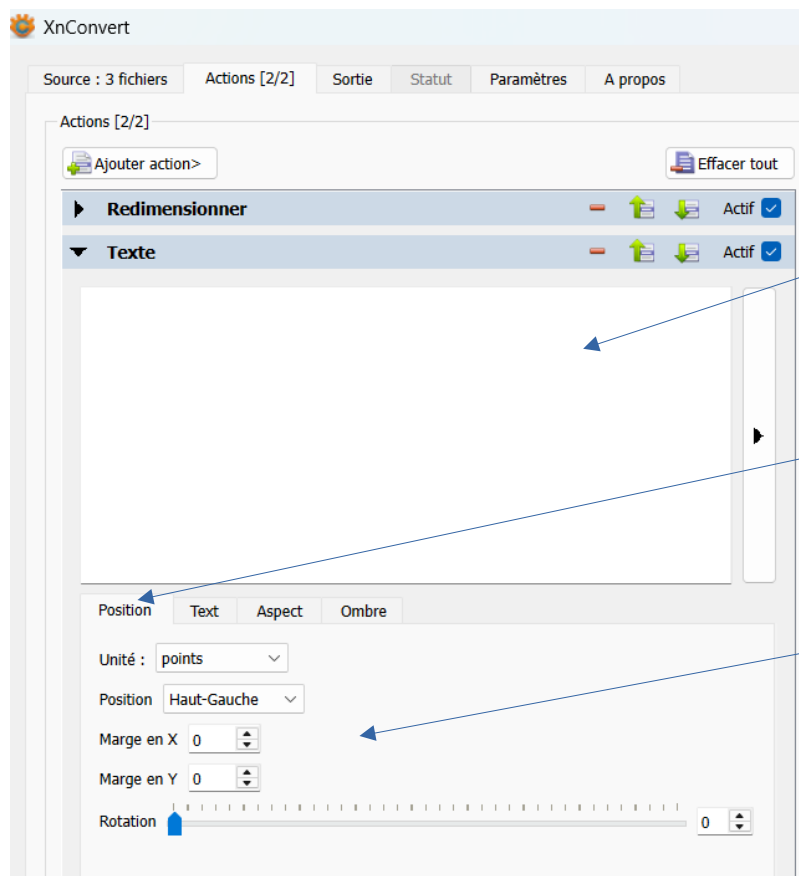 XnConvert
Source : 3 fichiers Actions [2/2] Sortie Statut Paramètres A propos
Actions [2/2]
Ajouter action> Effacer tout
Redimensionner Actif
Texte Actif
Position Text Aspect Ombre
Unité : points
Position Haut-Gauche
Marge en X 0
Marge en Y 0
Rotation 0